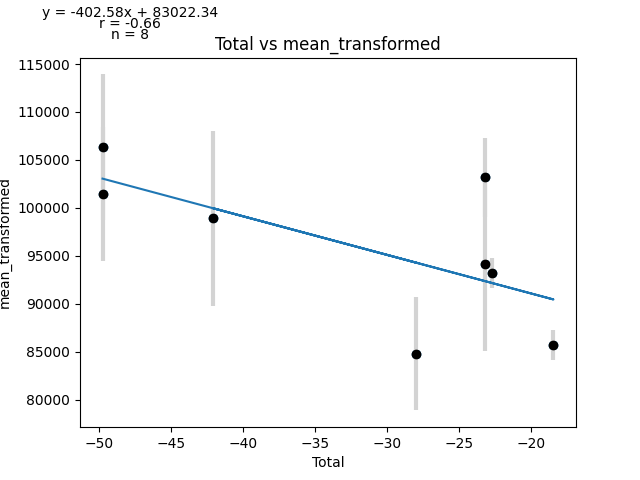 y = -402.58x + 83022.34
r = -0.66
n = 8
Total vs mean_transformed
115000
110000
105000
100000
95000
90000
85000
80000
mean_transformed
−50
−45
−40
−35
−30
−25
−20
Total